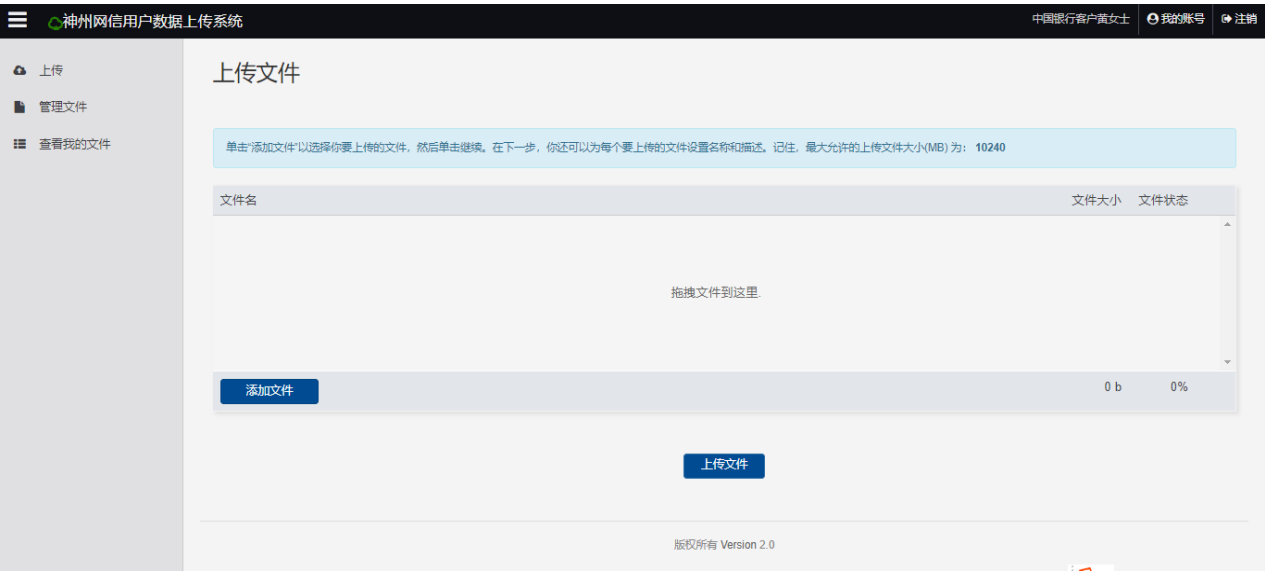 神州网信用户数据上传系统
中国银行客户黄女士 我的账号 注销
上传
管理文件
查看我的文件
上传文件
单击“添加文件”以选择你要上传的文件，然后单击继续。在下一步，你还可以为每个要上传的文件设置名称和描述。记住，最大允许的上传文件大小(MB) 为： 10240
文件名 文件大小 文件状态
拖拽文件到这里.
添加文件 0 b 0%
上传文件
版权所有 Version 2.0